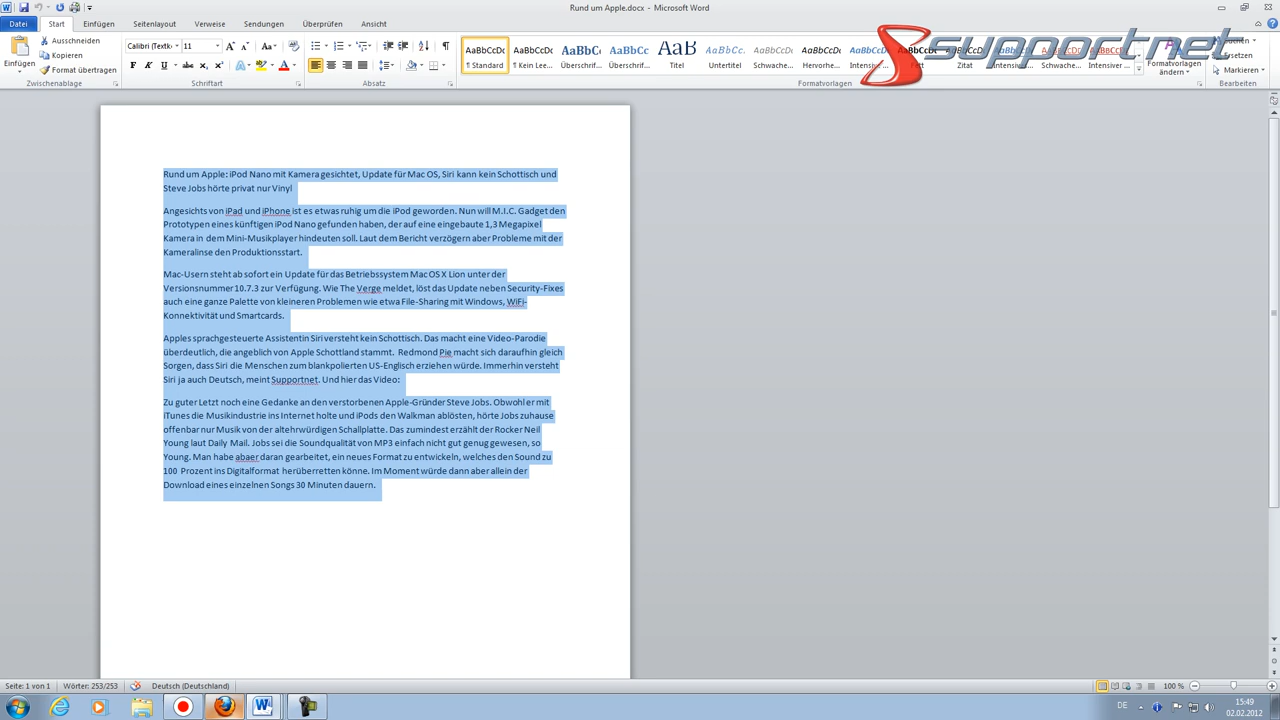 Rund um Apple.docx - Microsoft Word
Datei Start Einfügen Seitenlayout Verweise Sendungen Überprüfen Ansicht
Einfügen
Ausschneiden
Kopieren
Format übertragen
Zwischenablage
Calibri (Textk 11
Schriftart
Absatz
AaBbCcDc AaBbCcDc AaBbC( AaBbCc AaB AaBbCc. AaBbCcDc AaBbCcDc
¶ Standard ¶ Kein Lee... Überschrif... Überschrif... Titel Untertitel Schwache... Hervorhe... Intensive... Zitat Intensive... Schwache... Intensiver ...
Formatvorlagen
Formatvorlagen ändern
Markieren
Bearbeiten
supportnet
Rund um Apple: iPod Nano mit Kamera gesichtet, Update für Mac OS, Siri kann kein Schottisch und
Steve Jobs hörte privat nur Vinyl
Angesichts von iPad und iPhone ist es etwas ruhig um die iPod geworden. Nun will M.I.C. Gadget den
Prototypen eines künftigen iPod Nano gefunden haben, der auf eine eingebaute 1,3 Megapixel
Kamera in dem Mini-Musikplayer hindeuten soll. Laut dem Bericht verzögern aber Probleme mit der
Kameralinse den Produktionsstart.
Mac-Usern steht ab sofort ein Update für das Betriebssystem Mac OS X Lion unter der
Versionsnummer 10.7.3 zur Verfügung. Wie The Verge meldet, löst das Update neben Security-Fixes
auch eine ganze Palette von kleineren Problemen wie etwa File-Sharing mit Windows, WiFi-
Konnektivität und Smartcards.
Apples sprachgesteuerte Assistentin Siri versteht kein Schottisch. Das macht eine Video-Parodie
überdeutlich, die angeblich von Apple Schottland stammt. Redmond Pie macht sich daraufhin gleich
Sorgen, dass Siri die Menschen zum blankpolierten US-Englisch erziehen würde. Immerhin versteht
Siri ja auch Deutsch, meint Supportnet. Und hier das Video:
Zu guter Letzt noch eine Gedanke an den verstorbenen Apple-Gründer Steve Jobs. Obwohl er mit
iTunes die Musikindustrie ins Internet holte und iPods den Walkman ablösten, hörte Jobs zuhause
offenbar nur Musik von der altehrwürdigen Schallplatte. Das zumindest erzählt der Rocker Neil
Young laut Daily Mail. Jobs sei die Soundqualität von MP3 einfach nicht gut genug gewesen, so
Young. Man habe abaer daran gearbeitet, ein neues Format zu entwickeln, welches den Sound zu
100 Prozent ins Digitalformat herüberretten könne. Im Moment würde dann aber allein der
Download eines einzelnen Songs 30 Minuten dauern.
Seite: 1 von 1 Wörter: 253/253 Deutsch (Deutschland) 100 %
DE 15:49
02.02.2012